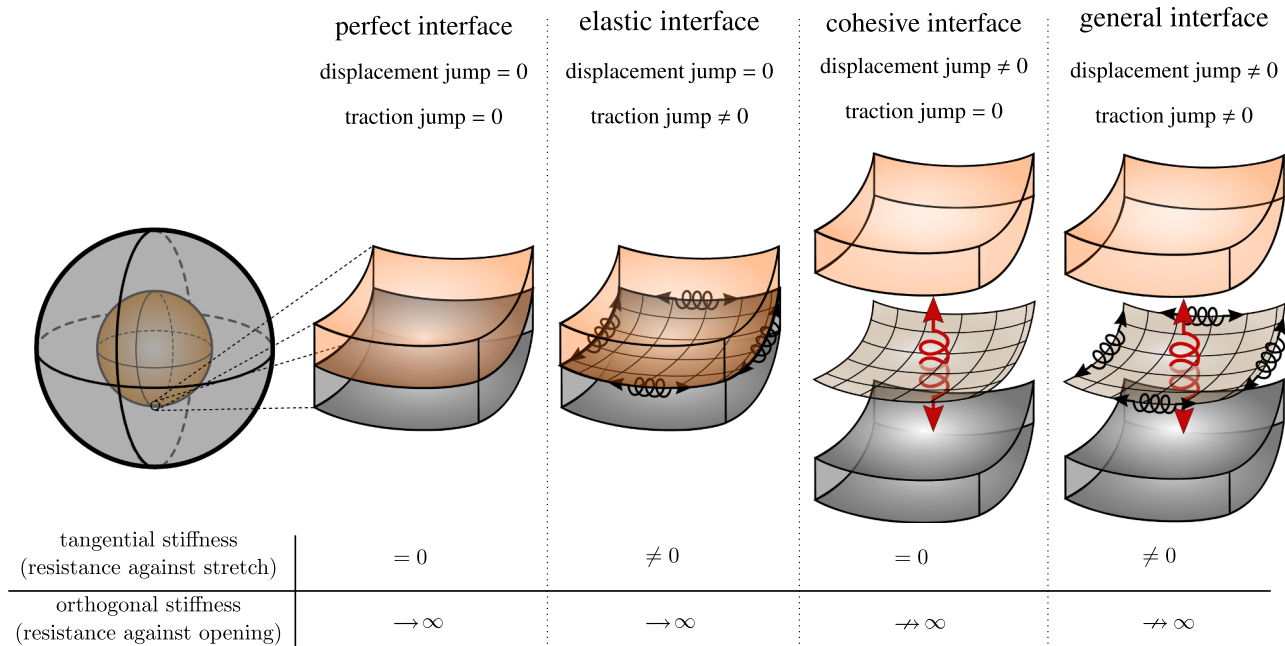 perfect interface
displacement jump = 0
traction jump = 0
elastic interface
displacement jump = 0
traction jump ≠ 0
cohesive interface
displacement jump ≠ 0
traction jump = 0
general interface
displacement jump ≠ 0
traction jump ≠ 0
tangential stiffness
(resistance against stretch)
= 0
≠ 0
= 0
≠ 0
orthogonal stiffness
(resistance against opening)
→ ∞
→ ∞
↛ ∞
↛ ∞